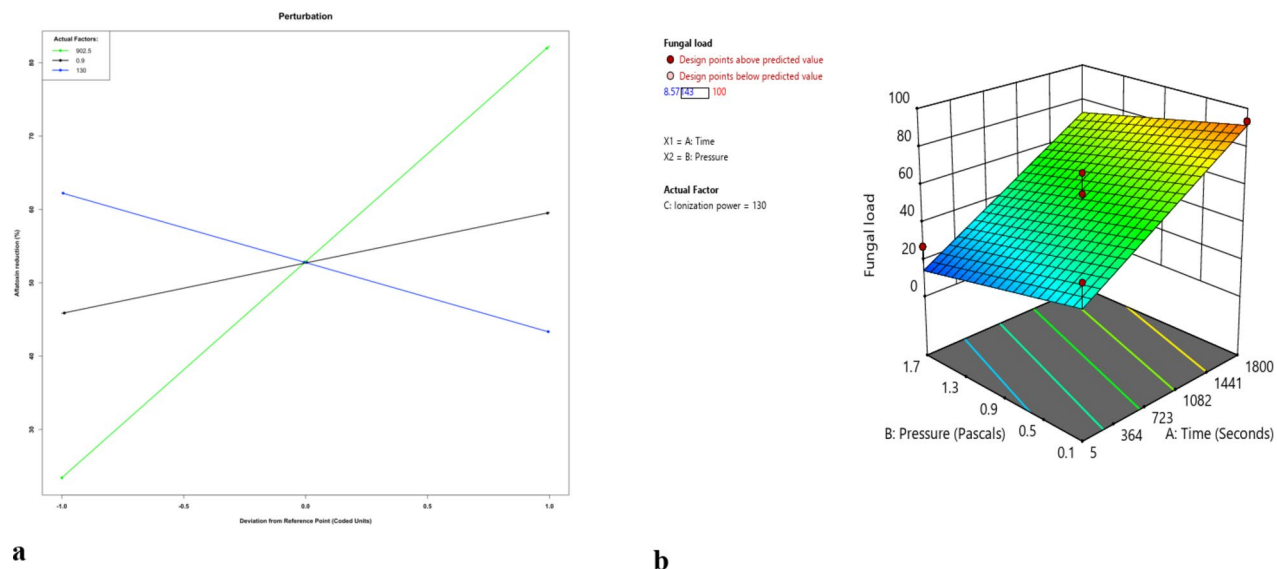 Perturbation
Actual Factors:
902.5
0.9
130
80
70
60
50
40
30
Aflatoxin reduction (%)
-1.0
-0.5
0.0
0.5
1.0
Deviation from Reference Point (Coded Units)
a
Fungal load
Design points above predicted value
Design points below predicted value
8.57143 100
X1 = A: Time
X2 = B: Pressure
Actual Factor
C: Ionization power = 130
Fungal load
100
80
60
40
20
0
1.7
1.3
0.9
0.5
0.1
B: Pressure (Pascals)
5
364
723
1082
1441
1800
A: Time (Seconds)
b